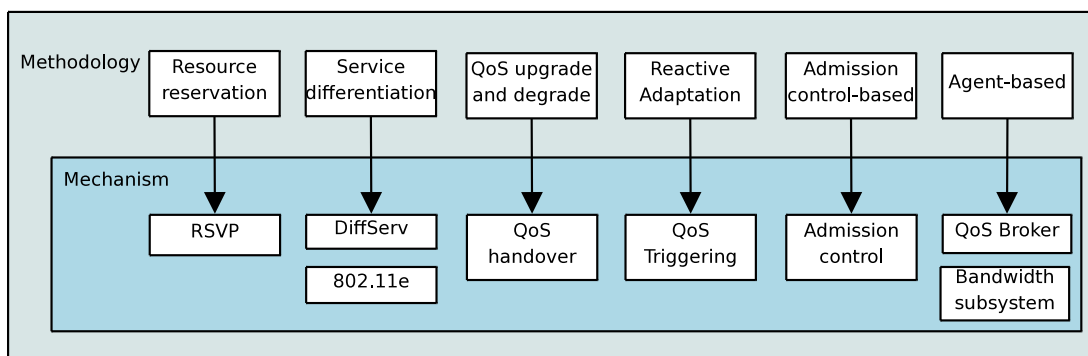 Methodology
Resource
reservation
Service
differentiation
QoS upgrade
and degrade
Reactive
Adaptation
Admission
control-based
Agent-based
Mechanism
RSVP
DiffServ
802.11e
QoS
handover
QoS
Triggering
Admission
control
QoS Broker
Bandwidth
subsystem